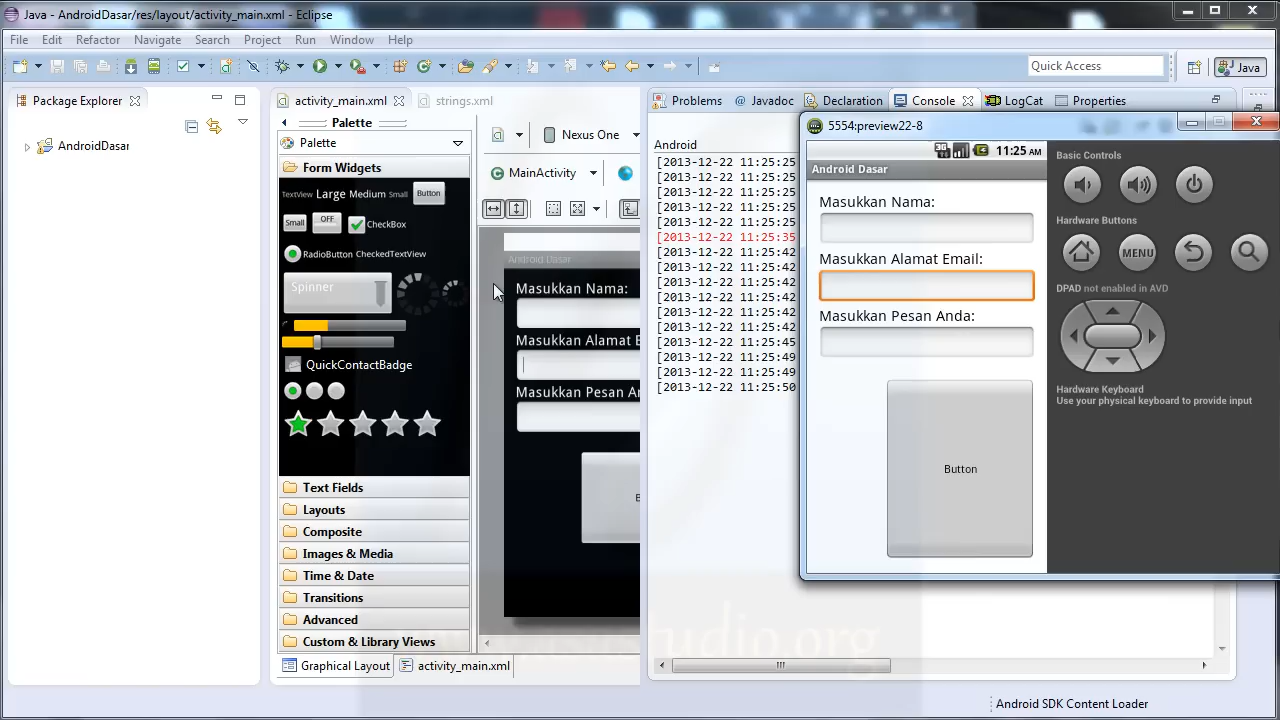 Java - AndroidDasar/res/layout/activity_main.xml - Eclipse
File Edit Refactor Navigate Search Project Run Window Help
Quick Access
Java
Package Explorer
AndroidDasar
activity_main.xml
strings.xml
Palette
Palette
Form Widgets
TextView Large Medium Small Button
Small OFF CheckBox
RadioButton CheckedTextView
Spinner
QuickContactBadge
Text Fields
Layouts
Composite
Images & Media
Time & Date
Transitions
Advanced
Custom & Library Views
Graphical Layout activity_main.xml
Nexus One
MainActivity
Android Dasar
Masukkan Nama:
Masukkan Alamat E
Masukkan Pesan An
B
Problems @ Javadoc Declaration Console LogCat Properties
Android
[2013-12-22 11:25:25
[2013-12-22 11:25:25
[2013-12-22 11:25:25
[2013-12-22 11:25:25
[2013-12-22 11:25:25
[2013-12-22 11:25:35
[2013-12-22 11:25:42
[2013-12-22 11:25:42
[2013-12-22 11:25:42
[2013-12-22 11:25:42
[2013-12-22 11:25:42
[2013-12-22 11:25:42
[2013-12-22 11:25:45
[2013-12-22 11:25:49
[2013-12-22 11:25:49
[2013-12-22 11:25:50
5554:preview22-8
3G 11:25 AM
Android Dasar
Masukkan Nama:
Masukkan Alamat Email:
Masukkan Pesan Anda:
Button
Basic Controls
Hardware Buttons
MENU
DPAD not enabled in AVD
Hardware Keyboard
Use your physical keyboard to provide input
Android SDK Content Loader